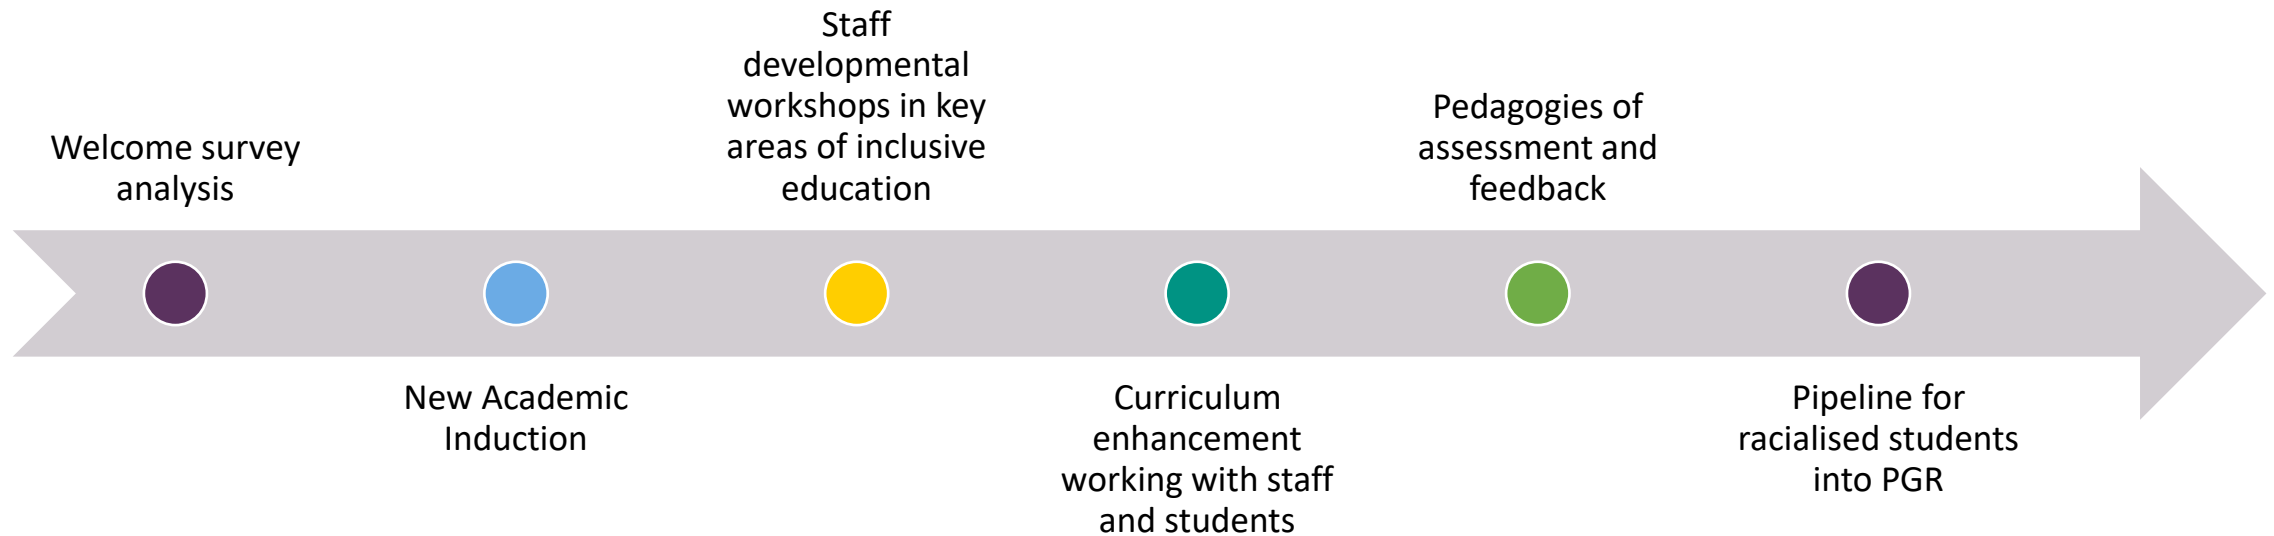 Welcome survey
analysis
New Academic
Induction
Staff
developmental
workshops in key
areas of inclusive
education
Curriculum
enhancement
working with staff
and students
Pedagogies of
assessment and
feedback
Pipeline for
racialised students
into PGR